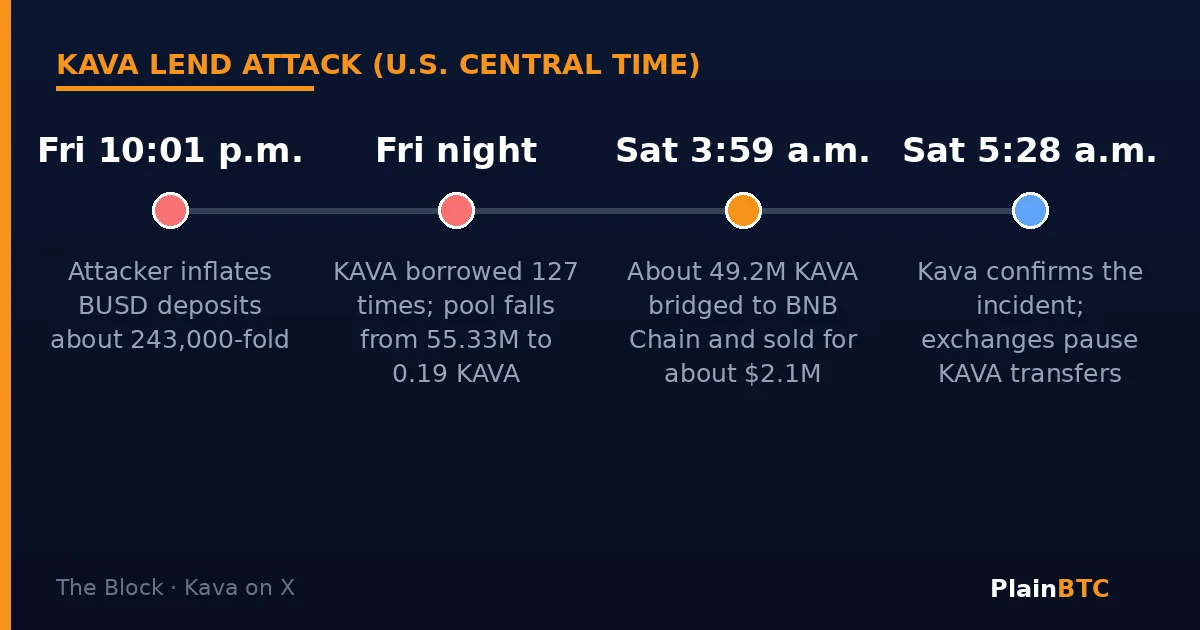 KAVA LEND ATTACK (U.S. CENTRAL TIME)
Fri 10:01 p.m.
Attacker inflates
BUSD deposits
about 243,000-fold
Fri night
KAVA borrowed 127
times; pool falls
from 55.33M to
0.19 KAVA
Sat 3:59 a.m.
About 49.2M KAVA
bridged to BNB
Chain and sold for
about $2.1M
Sat 5:28 a.m.
Kava confirms the
incident;
exchanges pause
KAVA transfers
The Block · Kava on X
PlainBTC